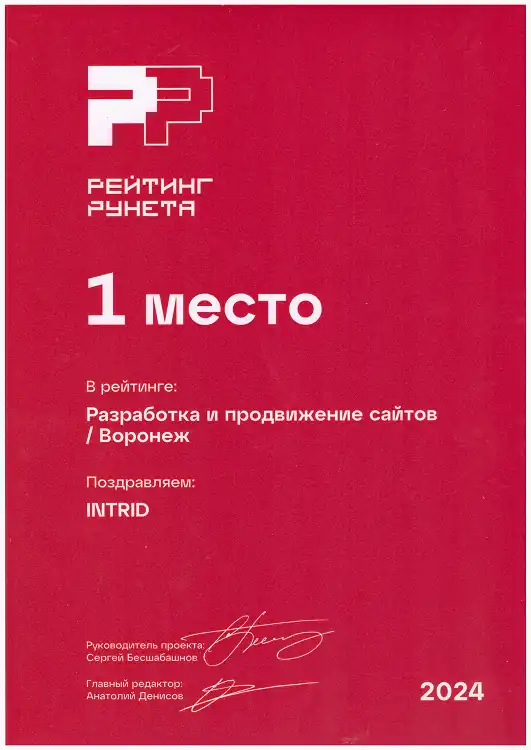 РЕЙТИНГ
РУНЕТА
1 место
В рейтинге:
Разработка и продвижение сайтов
/ Воронеж
Поздравляем:
INTRID
Руководитель проекта:
Сергей Бесшабашнов
Главный редактор:
Анатолий Денисов
2024